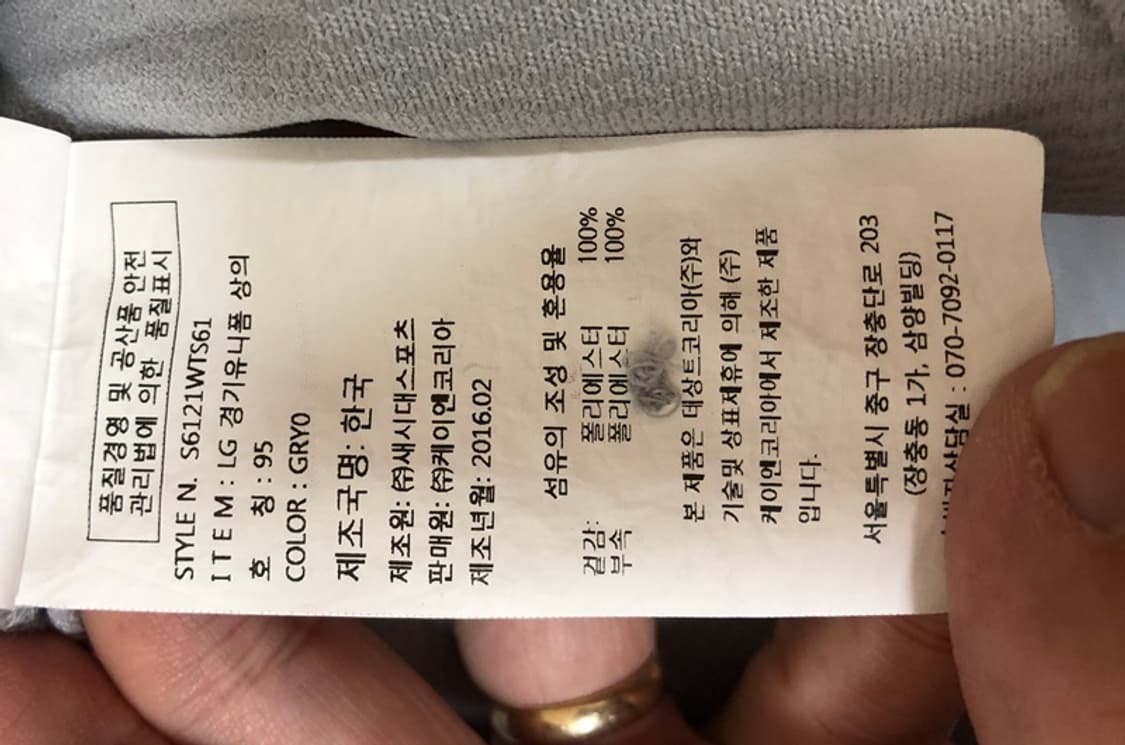 품질경영 및 공산품 안전
관리법에 의한 품질표시
STYLE N. S6121WTS61
I T E M : LG 경기유니폼 상의
호 칭 : 95
COLOR : GRY0
제조국명: 한국
제조원: ㈜새시대스포츠
판매원: ㈜케이엔코리아
제조년월: 2016.02
섬유의 조성 및 혼용율
겉감: 폴리에스터 100%
부속 폴리에스터 100%
본 제품은 데상트코리아(주)와
기술및 상표제휴에 의해 (주)
케이엔코리아에서 제조한 제품
입니다.
서울특별시 중구 장충단로 203
(장충동 1가, 삼양빌딩)
상담실 : 070-7092-0117